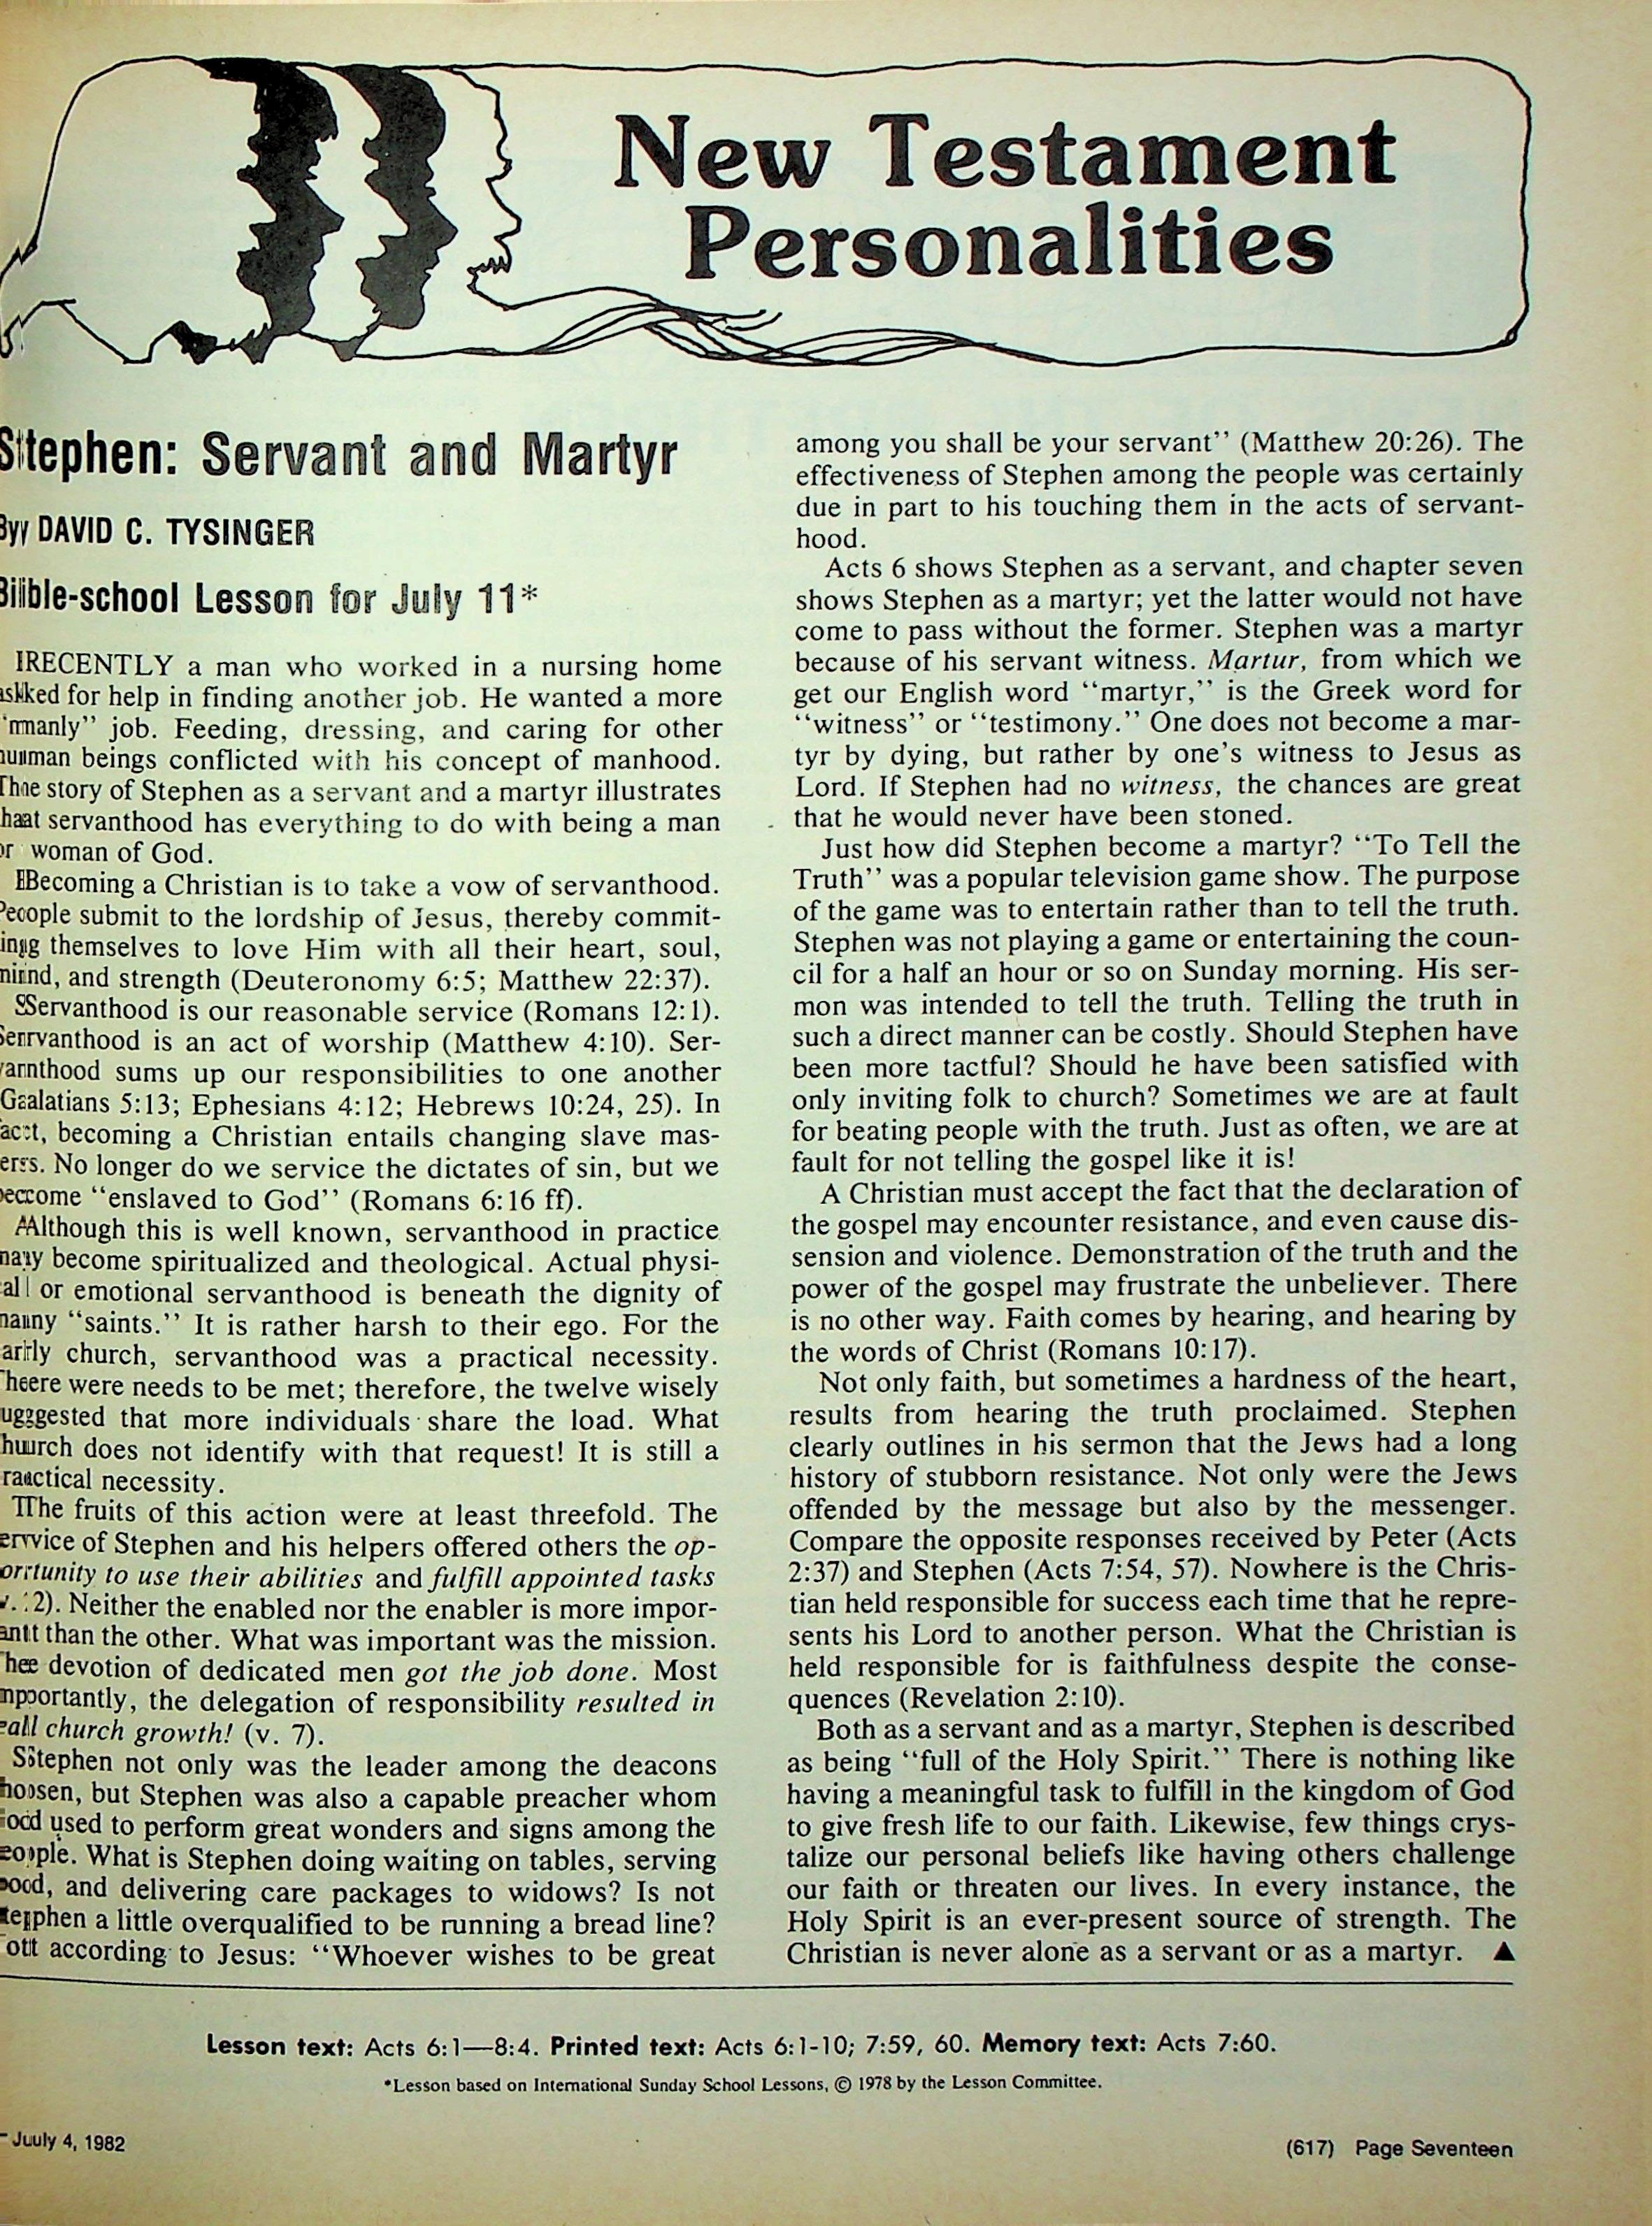 New Testament
Personalities
Stephen: Servant and Martyr
By DAVID C. TYSINGER
Bible-school Lesson for July 11*
RECENTLY a man who worked in a nursing home
asked for help in finding another job. He wanted a more
“manly” job. Feeding, dressing, and caring for other
human beings conflicted with his concept of manhood.
The story of Stephen as a servant and a martyr illustrates
that servanthood has everything to do with being a man
or woman of God.
Becoming a Christian is to take a vow of servanthood.
People submit to the lordship of Jesus, thereby commit-
ting themselves to love Him with all their heart, soul,
mind, and strength (Deuteronomy 6:5; Matthew 22:37).
Servanthood is our reasonable service (Romans 12:1).
Servanthood is an act of worship (Matthew 4:10). Ser-
vanthood sums up our responsibilities to one another
(Galatians 5:13; Ephesians 4:12; Hebrews 10:24, 25). In
fact, becoming a Christian entails changing slave mas-
ters. No longer do we service the dictates of sin, but we
become “enslaved to God” (Romans 6:16 ff).
Although this is well known, servanthood in practice
may become spiritualized and theological. Actual physi-
cal or emotional servanthood is beneath the dignity of
many “saints.” It is rather harsh to their ego. For the
early church, servanthood was a practical necessity.
There were needs to be met; therefore, the twelve wisely
suggested that more individuals share the load. What
church does not identify with that request! It is still a
practical necessity.
The fruits of this action were at least threefold. The
service of Stephen and his helpers offered others the op-
portunity to use their abilities and fulfill appointed tasks
(v. 2). Neither the enabled nor the enabler is more impor-
tant than the other. What was important was the mission.
The devotion of dedicated men got the job done. Most
importantly, the delegation of responsibility resulted in
real church growth! (v. 7).
Stephen not only was the leader among the deacons
chosen, but Stephen was also a capable preacher whom
God used to perform great wonders and signs among the
people. What is Stephen doing waiting on tables, serving
food, and delivering care packages to widows? Is not
Stephen a little overqualified to be running a bread line?
Not according to Jesus: “Whoever wishes to be great
among you shall be your servant” (Matthew 20:26). The
effectiveness of Stephen among the people was certainly
due in part to his touching them in the acts of servant-
hood.
Acts 6 shows Stephen as a servant, and chapter seven
shows Stephen as a martyr; yet the latter would not have
come to pass without the former. Stephen was a martyr
because of his servant witness. Martur, from which we
get our English word “martyr,” is the Greek word for
“witness” or “testimony.” One does not become a mar-
tyr by dying, but rather by one’s witness to Jesus as
Lord. If Stephen had no witness, the chances are great
that he would never have been stoned.
Just how did Stephen become a martyr? “To Tell the
Truth” was a popular television game show. The purpose
of the game was to entertain rather than to tell the truth.
Stephen was not playing a game or entertaining the coun-
cil for a half an hour or so on Sunday morning. His ser-
mon was intended to tell the truth. Telling the truth in
such a direct manner can be costly. Should Stephen have
been more tactful? Should he have been satisfied with
only inviting folk to church? Sometimes we are at fault
for beating people with the truth. Just as often, we are at
fault for not telling the gospel like it is!
A Christian must accept the fact that the declaration of
the gospel may encounter resistance, and even cause dis-
sension and violence. Demonstration of the truth and the
power of the gospel may frustrate the unbeliever. There
is no other way. Faith comes by hearing, and hearing by
the words of Christ (Romans 10:17).
Not only faith, but sometimes a hardness of the heart,
results from hearing the truth proclaimed. Stephen
clearly outlines in his sermon that the Jews had a long
history of stubborn resistance. Not only were the Jews
offended by the message but also by the messenger.
Compare the opposite responses received by Peter (Acts
2:37) and Stephen (Acts 7:54, 57). Nowhere is the Chris-
tian held responsible for success each time that he repre-
sents his Lord to another person. What the Christian is
held responsible for is faithfulness despite the conse-
quences (Revelation 2:10).
Both as a servant and as a martyr, Stephen is described
as being “full of the Holy Spirit.” There is nothing like
having a meaningful task to fulfill in the kingdom of God
to give fresh life to our faith. Likewise, few things crys-
talize our personal beliefs like having others challenge
our faith or threaten our lives. In every instance, the
Holy Spirit is an ever-present source of strength. The
Christian is never alone as a servant or as a martyr. ▲
Lesson text: Acts 6:1—8:4. Printed text: Acts 6:1-10; 7:59, 60. Memory text: Acts 7:60.
*Lesson based on International Sunday School Lessons, © 1978 by the Lesson Committee.
July 4, 1982
(617) Page Seventeen